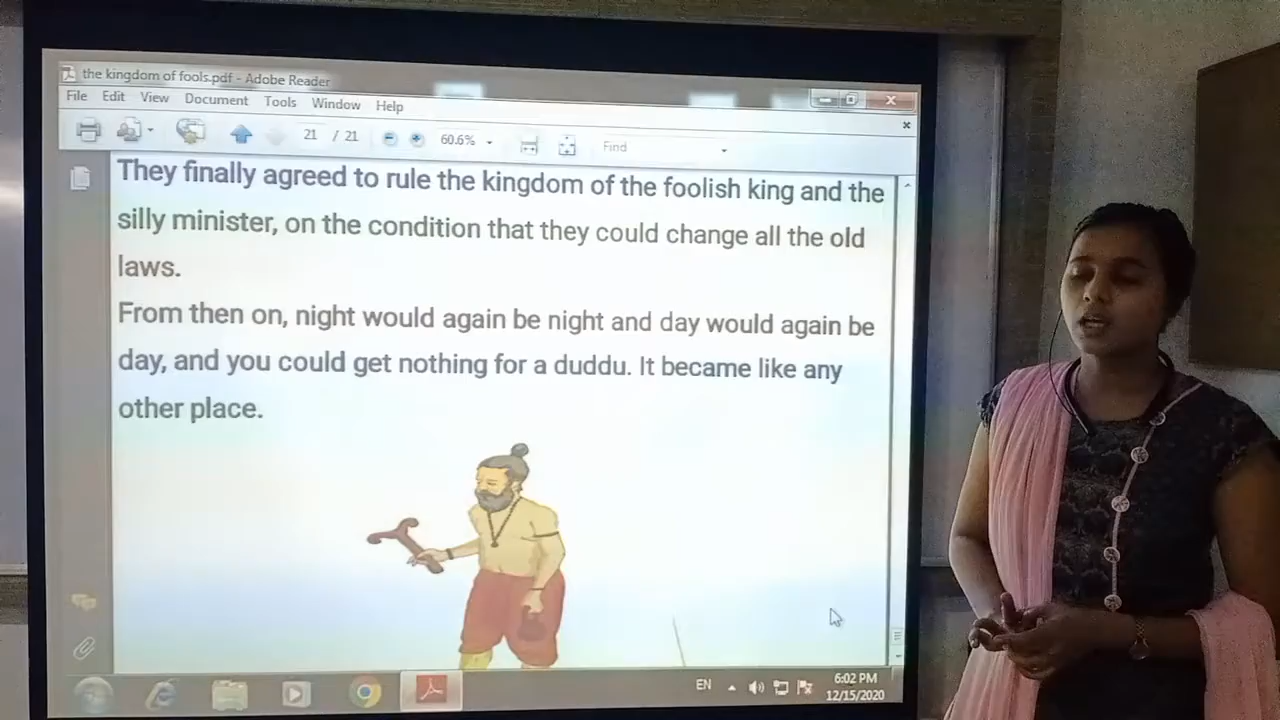 the kingdom of fools.pdf - Adobe Reader
File Edit View Document Tools Window Help
21 / 21 60.6% Find
They finally agreed to rule the kingdom of the foolish king and the
silly minister, on the condition that they could change all the old
laws.
From then on, night would again be night and day would again be
day, and you could get nothing for a duddu. It became like any
other place.
EN
6:02 PM
12/15/2020